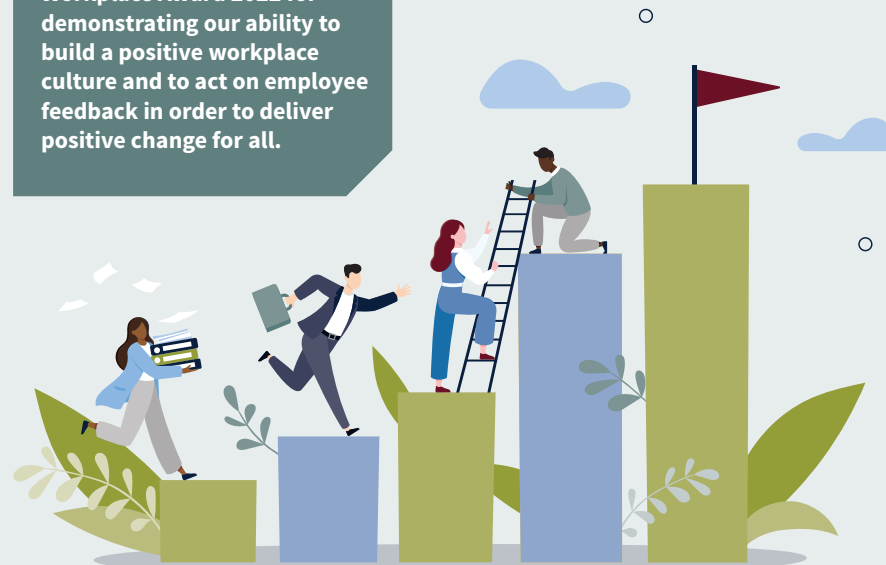 demonstrating our ability to
build a positive workplace
culture and to act on employee
feedback in order to deliver
positive change for all.